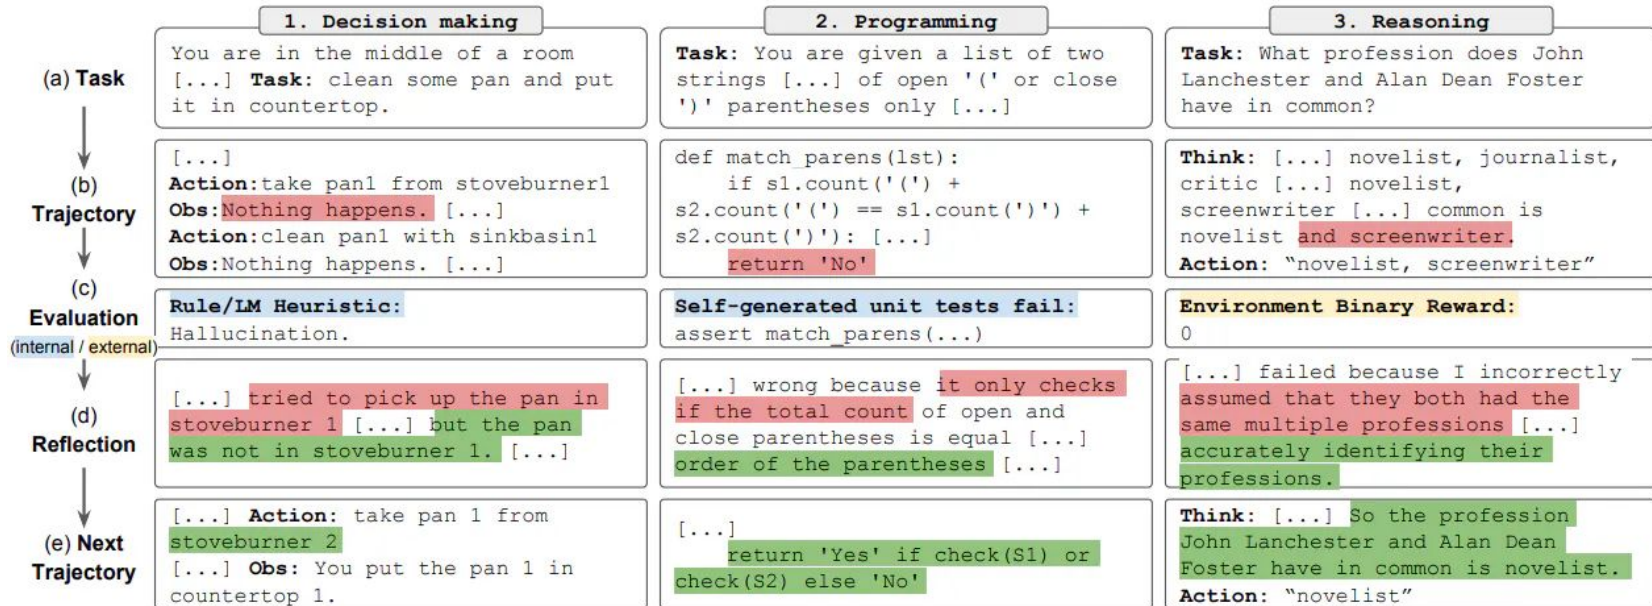 1. Decision making
2. Programming
3. Reasoning
(a) Task
You are in the middle of a room
[...] Task: clean some pan and put
it in countertop.
Task: You are given a list of two
strings [...] of open '(' or close
')' parentheses only [...]
Task: What profession does John
Lanchester and Alan Dean Foster
have in common?
(b)
Trajectory
[...]
Action:take pan1 from stoveburner1
Obs:Nothing happens. [...]
Action:clean pan1 with sinkbasin1
Obs:Nothing happens. [...]
def match_parens(lst):
if s1.count('(') +
s2.count('(') == s1.count(')') +
s2.count(')'): [...]
return 'No'
Think: [...] novelist, journalist,
critic [...] novelist,
screenwriter [...] common is
novelist and screenwriter.
Action: “novelist, screenwriter”
(c)
Evaluation
(internal / external)
Rule/LM Heuristic:
Hallucination.
Self-generated unit tests fail:
assert match_parens(...)
Environment Binary Reward:
0
(d)
Reflection
[...] tried to pick up the pan in
stoveburner 1 [...] but the pan
was not in stoveburner 1. [...]
[...] wrong because it only checks
if the total count of open and
close parentheses is equal [...]
order of the parentheses [...]
[...] failed because I incorrectly
assumed that they both had the
same multiple professions [...]
accurately identifying their
professions.
(e) Next
Trajectory
[...] Action: take pan 1 from
stoveburner 2
[...] Obs: You put the pan 1 in
countertop 1.
[...]
return 'Yes' if check(S1) or
check(S2) else 'No'
Think: [...] So the profession
John Lanchester and Alan Dean
Foster have in common is novelist.
Action: “novelist”